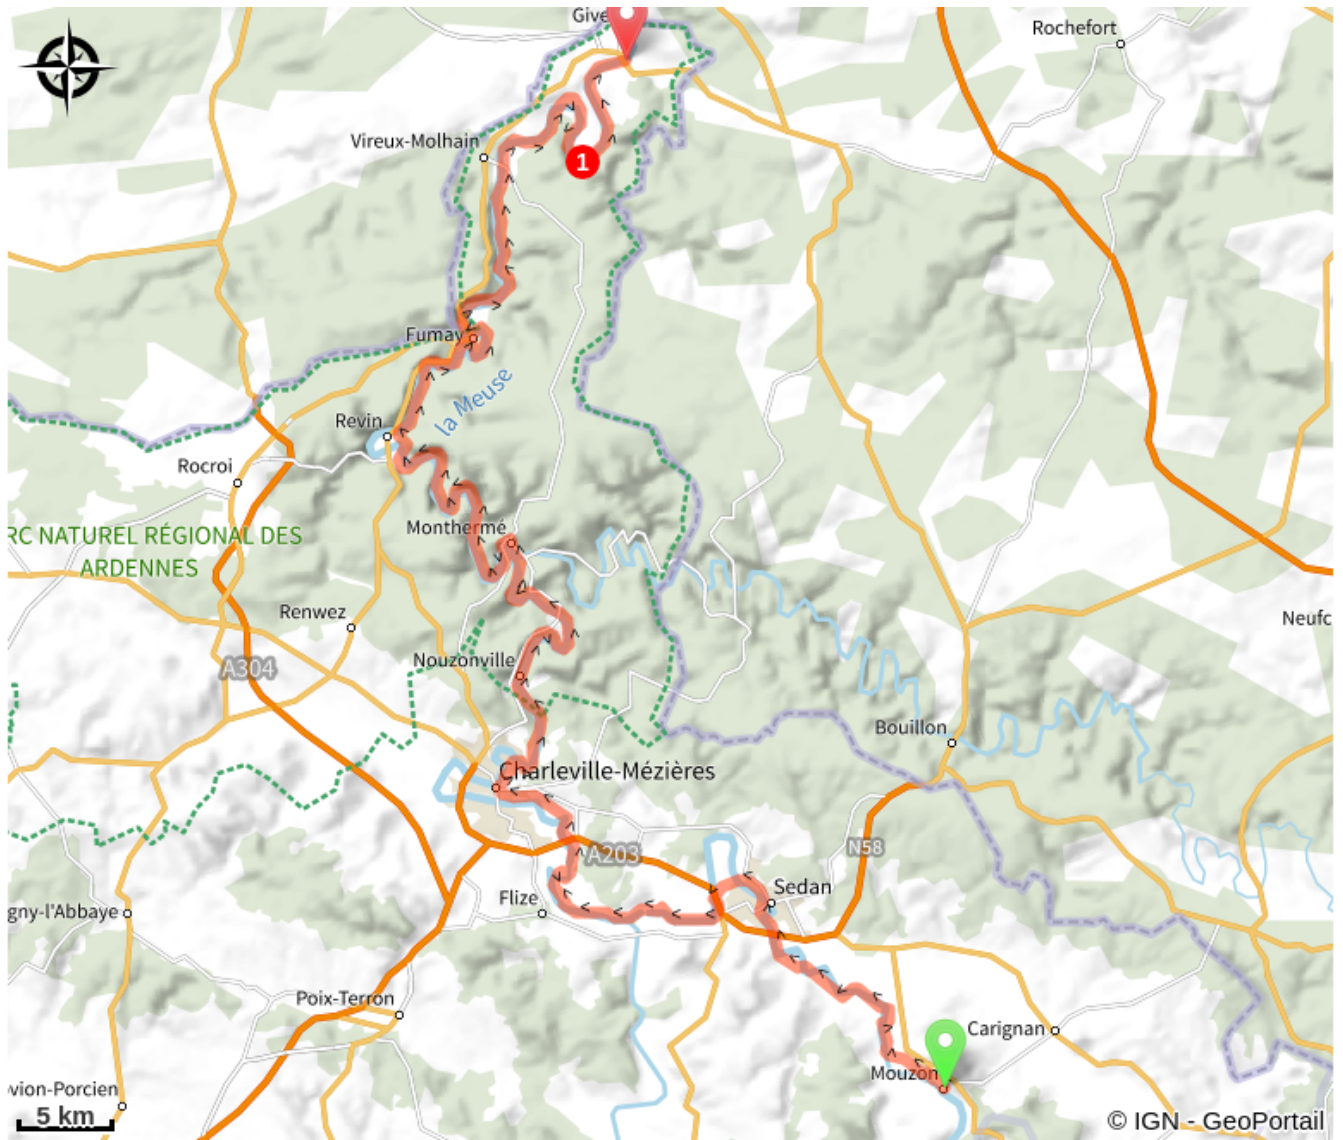 Give
Rochefort
Vireux-Molhain
1
Fumay
la Meuse
Revin
Rocroi
Monthermé
RC NATUREL RÉGIONAL DES
ARDENNES
Renwez
Neufc
Nouzonville
A304
Bouillon
Charleville-Mézières
A203
N58
Sedan
Flize
gny-l'Abbaye
Poix-Terron
Carignan
Mouzon
vion-Porcien
5 km
© IGN - GeoPortail